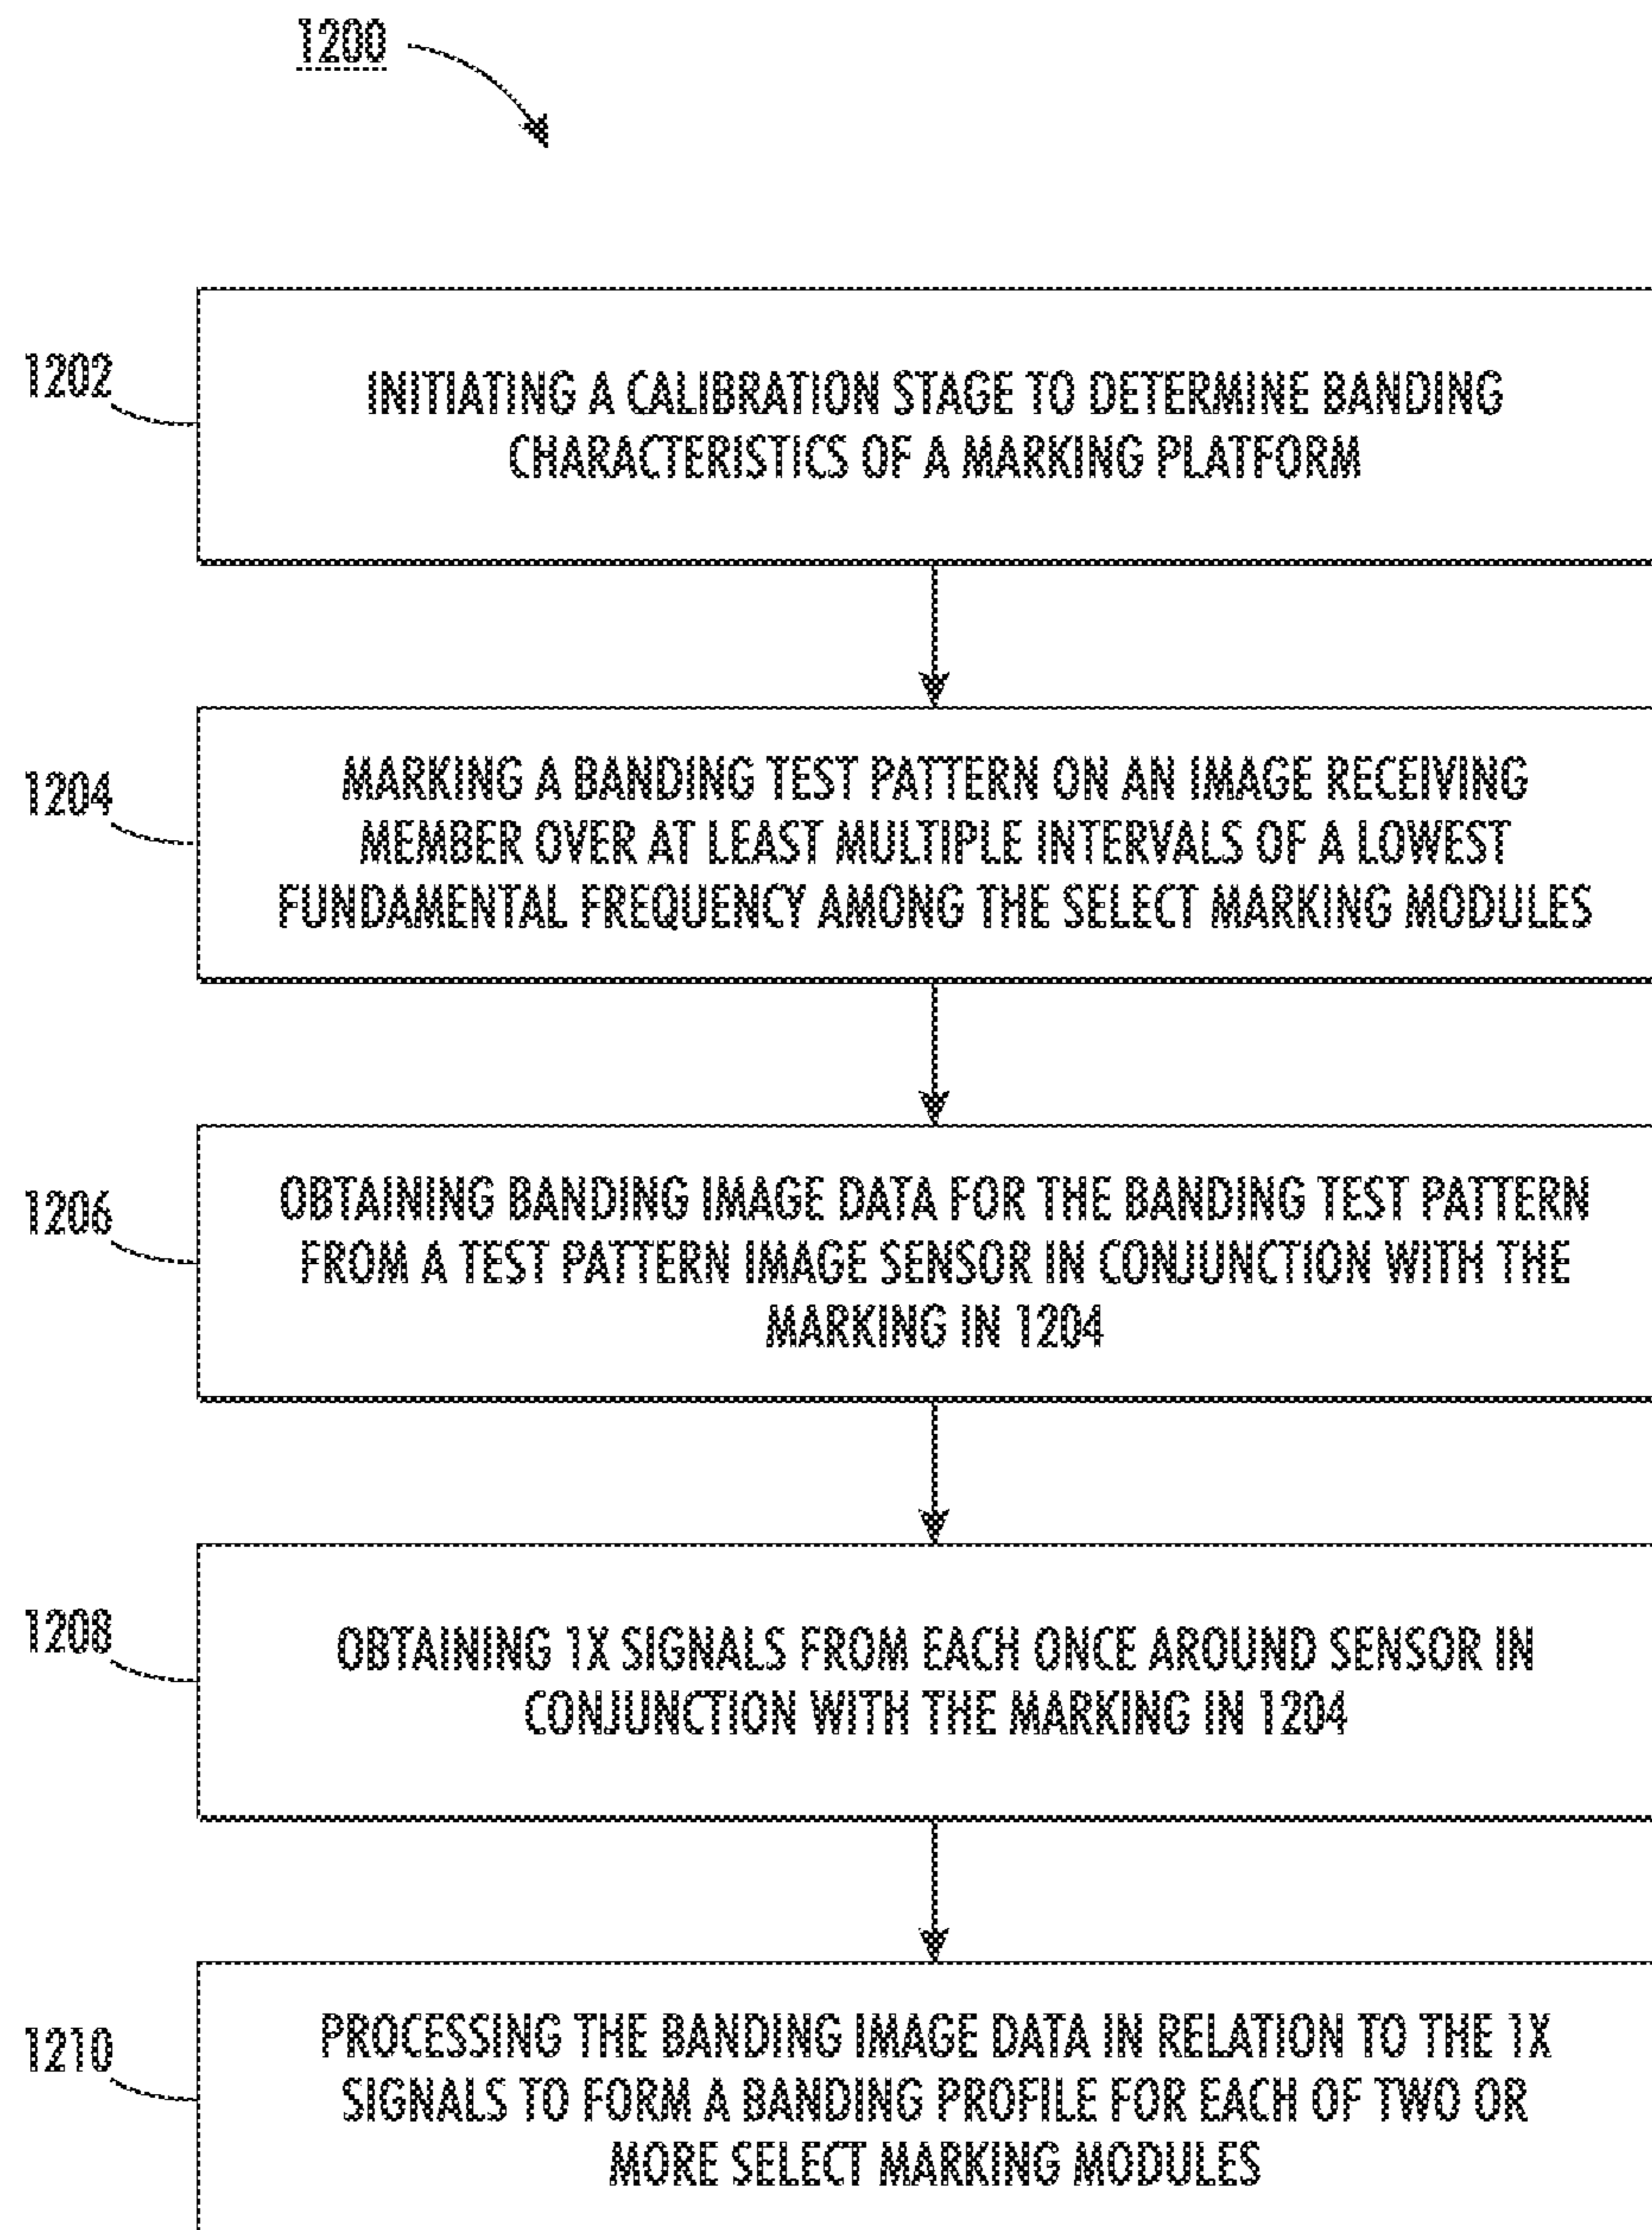 1200
1202
INITIATING A CALIBRATION STAGE TO DETERMINE BANDING
CHARACTERISTICS OF A MARKING PLATFORM
1204
MARKING A BANDING TEST PATTERN ON AN IMAGE RECEIVING
MEMBER OVER AT LEAST MULTIPLE INTERVALS OF A LOWEST
FUNDAMENTAL FREQUENCY AMONG THE SELECT MARKING MODULES
1206
OBTAINING BANDING IMAGE DATA FOR THE BANDING TEST PATTERN
FROM A TEST PATTERN IMAGE SENSOR IN CONJUNCTION WITH THE
MARKING IN 1204
1208
OBTAINING 1X SIGNALS FROM EACH ONCE AROUND SENSOR IN
CONJUNCTION WITH THE MARKING IN 1204
1210
PROCESSING THE BANDING IMAGE DATA IN RELATION TO THE 1X
SIGNALS TO FORM A BANDING PROFILE FOR EACH OF TWO OR
MORE SELECT MARKING MODULES